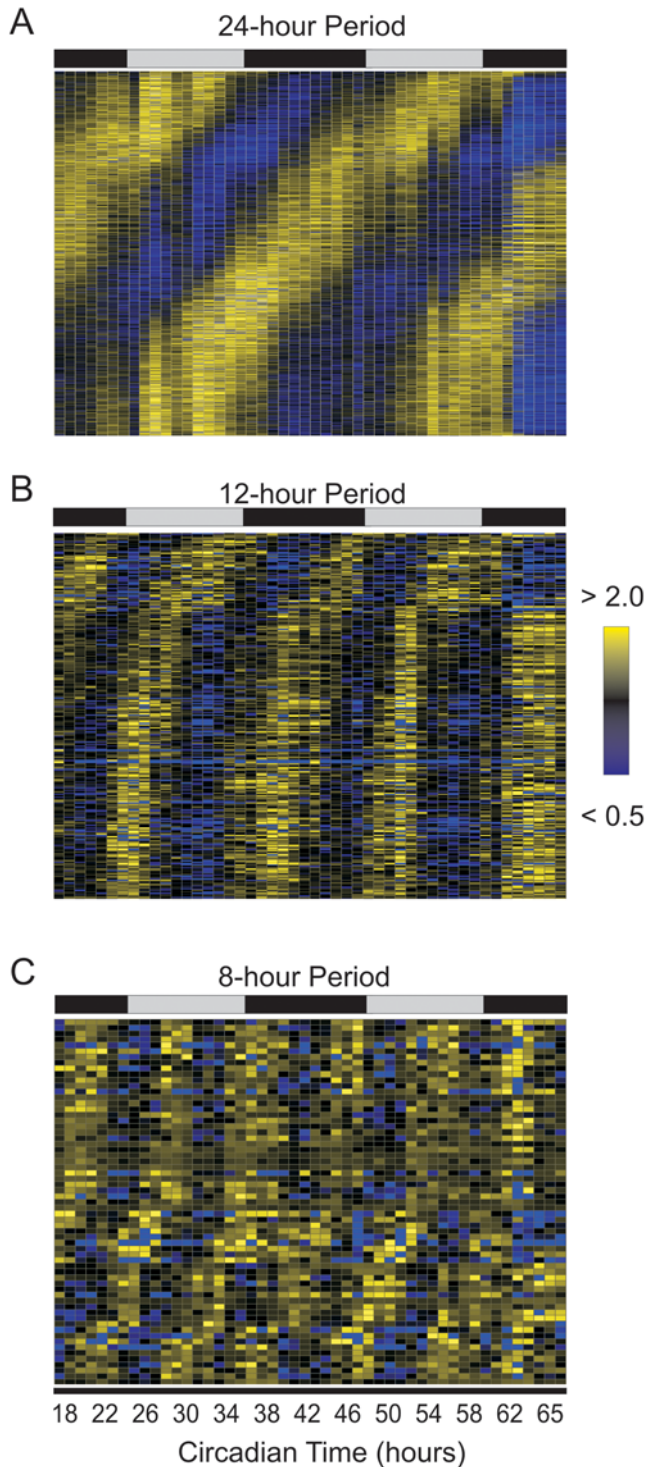 A
24-hour Period
B
12-hour Period
> 2.0
< 0.5
C
8-hour Period
18 22 26 30 34 38 42 46 50 54 58 62 65
Circadian Time (hours)